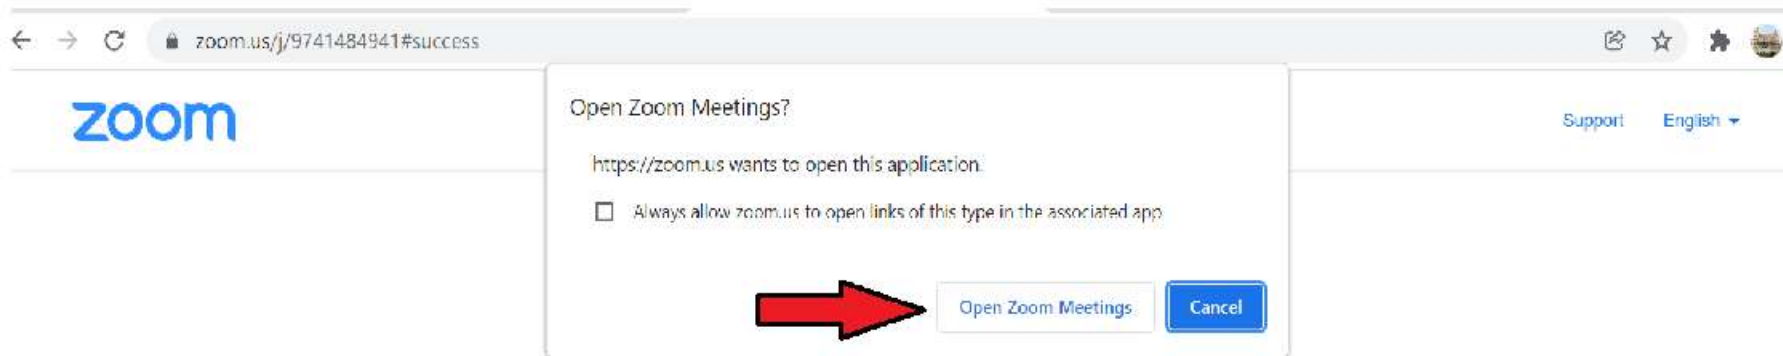 zoom.us/j/9741484941#success
zoom
Support English
Open Zoom Meetings?
https://zoom.us wants to open this application.
Always allow zoom.us to open links of this type in the associated app
Open Zoom Meetings Cancel